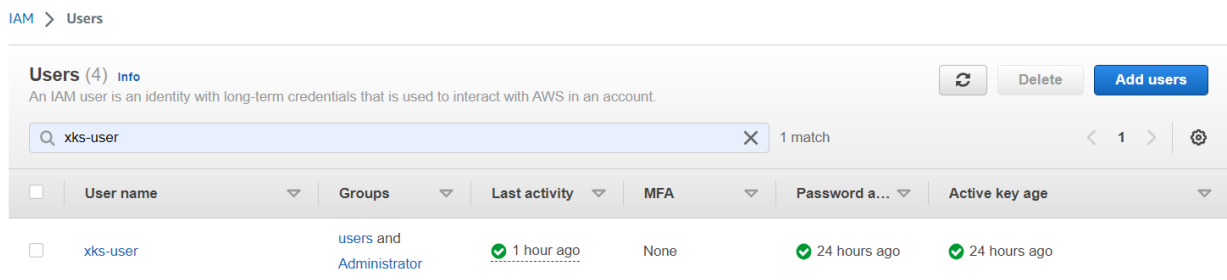 IAM > Users
Users (4) Info
An IAM user is an identity with long-term credentials that is used to interact with AWS in an account.
Delete
Add users
xks-user
1 match
1
User name
Groups
Last activity
MFA
Password a...
Active key age
xks-user
users and
Administrator
1 hour ago
None
24 hours ago
24 hours ago